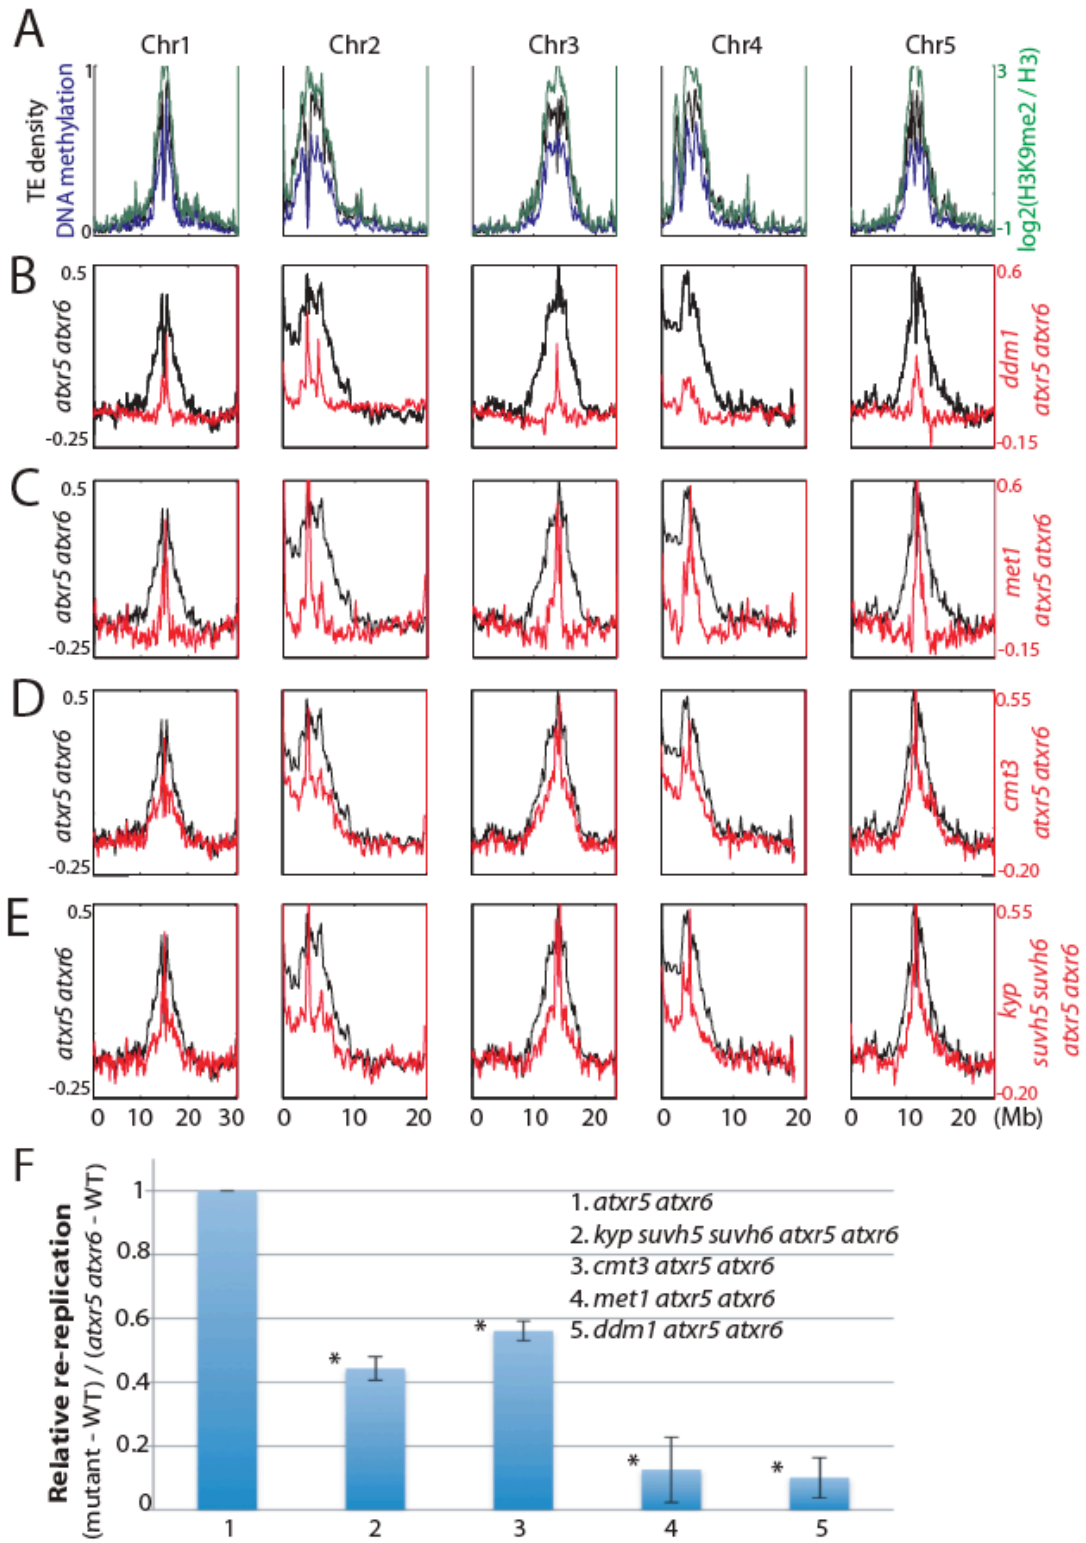 A
Chr1 Chr2 Chr3 Chr4 Chr5
TE density
DNA methylation
1
0
3
-1
log2(H3K9me2 / H3)
B
atxr5 atxr6
0.5
-0.25
0.6
-0.15
ddm1
atxr5 atxr6
C
atxr5 atxr6
0.5
-0.25
0.6
-0.15
met1
atxr5 atxr6
D
atxr5 atxr6
0.5
-0.25
0.55
-0.20
cmt3
atxr5 atxr6
E
atxr5 atxr6
0.5
-0.25
0.55
-0.20
kyp
suvh5 suvh6
atxr5 atxr6
0 10 20 30 0 10 20 0 10 20 0 10 20 0 10 20 (Mb)
F
Relative re-replication
(mutant - WT) / (atxr5 atxr6 - WT)
1
0.8
0.6
0.4
0.2
0
1. atxr5 atxr6
2. kyp suvh5 suvh6 atxr5 atxr6
3. cmt3 atxr5 atxr6
4. met1 atxr5 atxr6
5. ddm1 atxr5 atxr6
* * * *
1 2 3 4 5